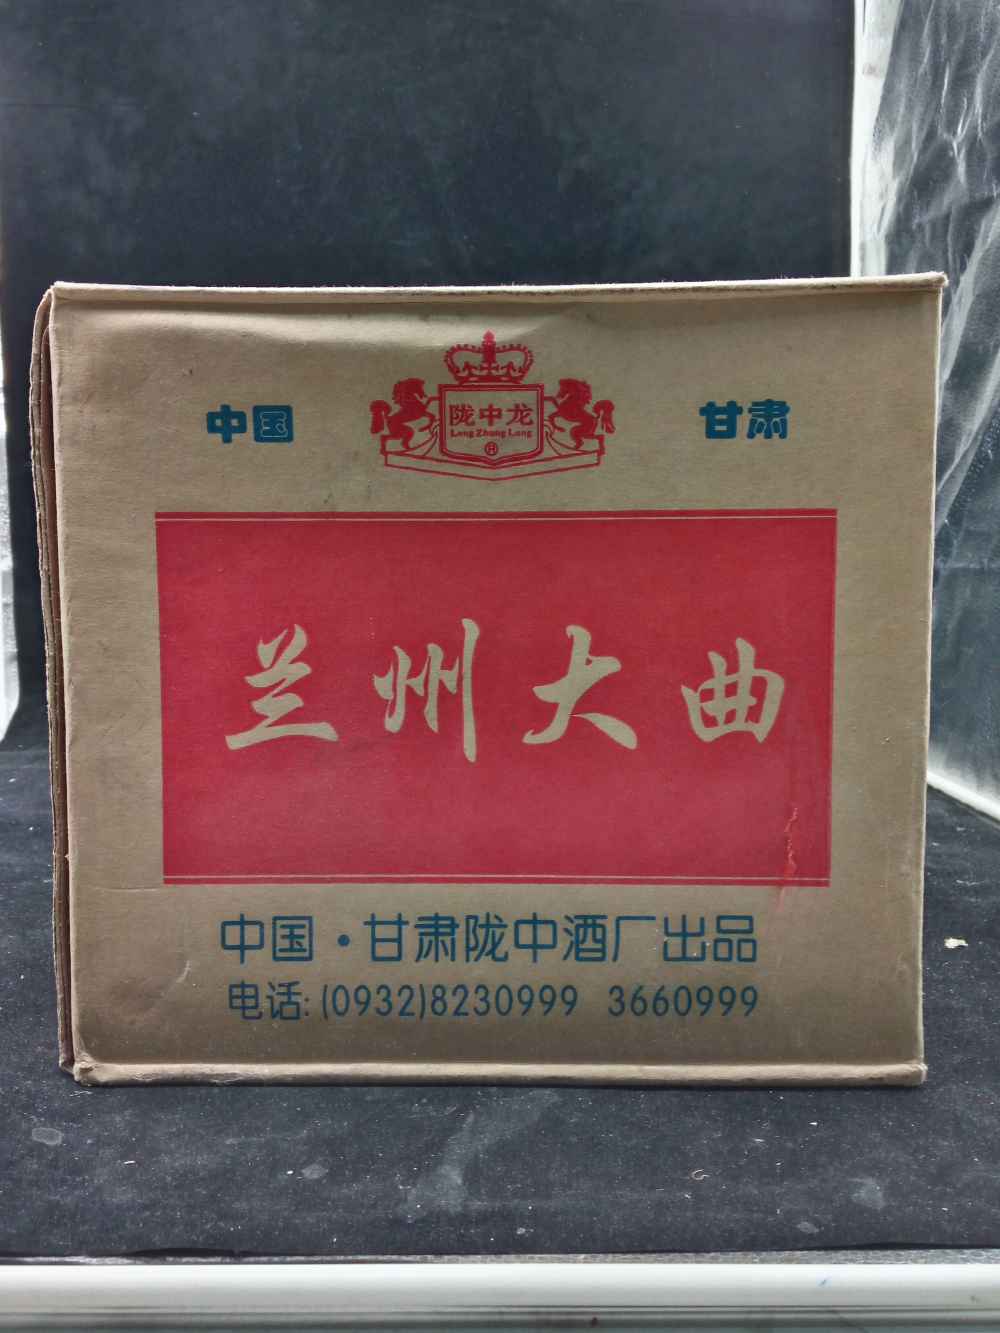 中国
陇中龙
Long Zhong Long
甘肃
兰州大曲
中国·甘肃陇中酒厂出品
电话:(0932)8230999 3660999